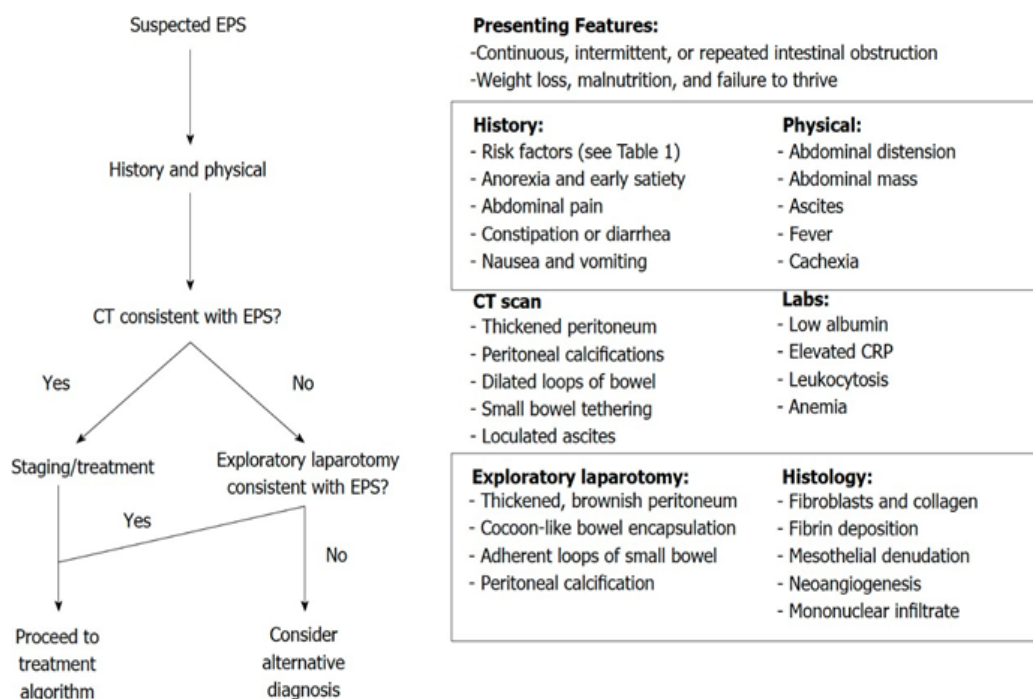 Suspected EPS
History and physical
CT consistent with EPS?
Yes
No
Staging/treatment
Exploratory laparotomy
consistent with EPS?
Yes
No
Proceed to
treatment
algorithm
Consider
alternative
diagnosis
Presenting Features:
-Continuous, intermittent, or repeated intestinal obstruction
-Weight loss, malnutrition, and failure to thrive
History:
- Risk factors (see Table 1)
- Anorexia and early satiety
- Abdominal pain
- Constipation or diarrhea
- Nausea and vomiting
Physical:
- Abdominal distension
- Abdominal mass
- Ascites
- Fever
- Cachexia
CT scan
- Thickened peritoneum
- Peritoneal calcifications
- Dilated loops of bowel
- Small bowel tethering
- Loculated ascites
Labs:
- Low albumin
- Elevated CRP
- Leukocytosis
- Anemia
Exploratory laparotomy:
- Thickened, brownish peritoneum
- Cocoon-like bowel encapsulation
- Adherent loops of small bowel
- Peritoneal calcification
Histology:
- Fibroblasts and collagen
- Fibrin deposition
- Mesothelial denudation
- Neoangiogenesis
- Mononuclear infiltrate